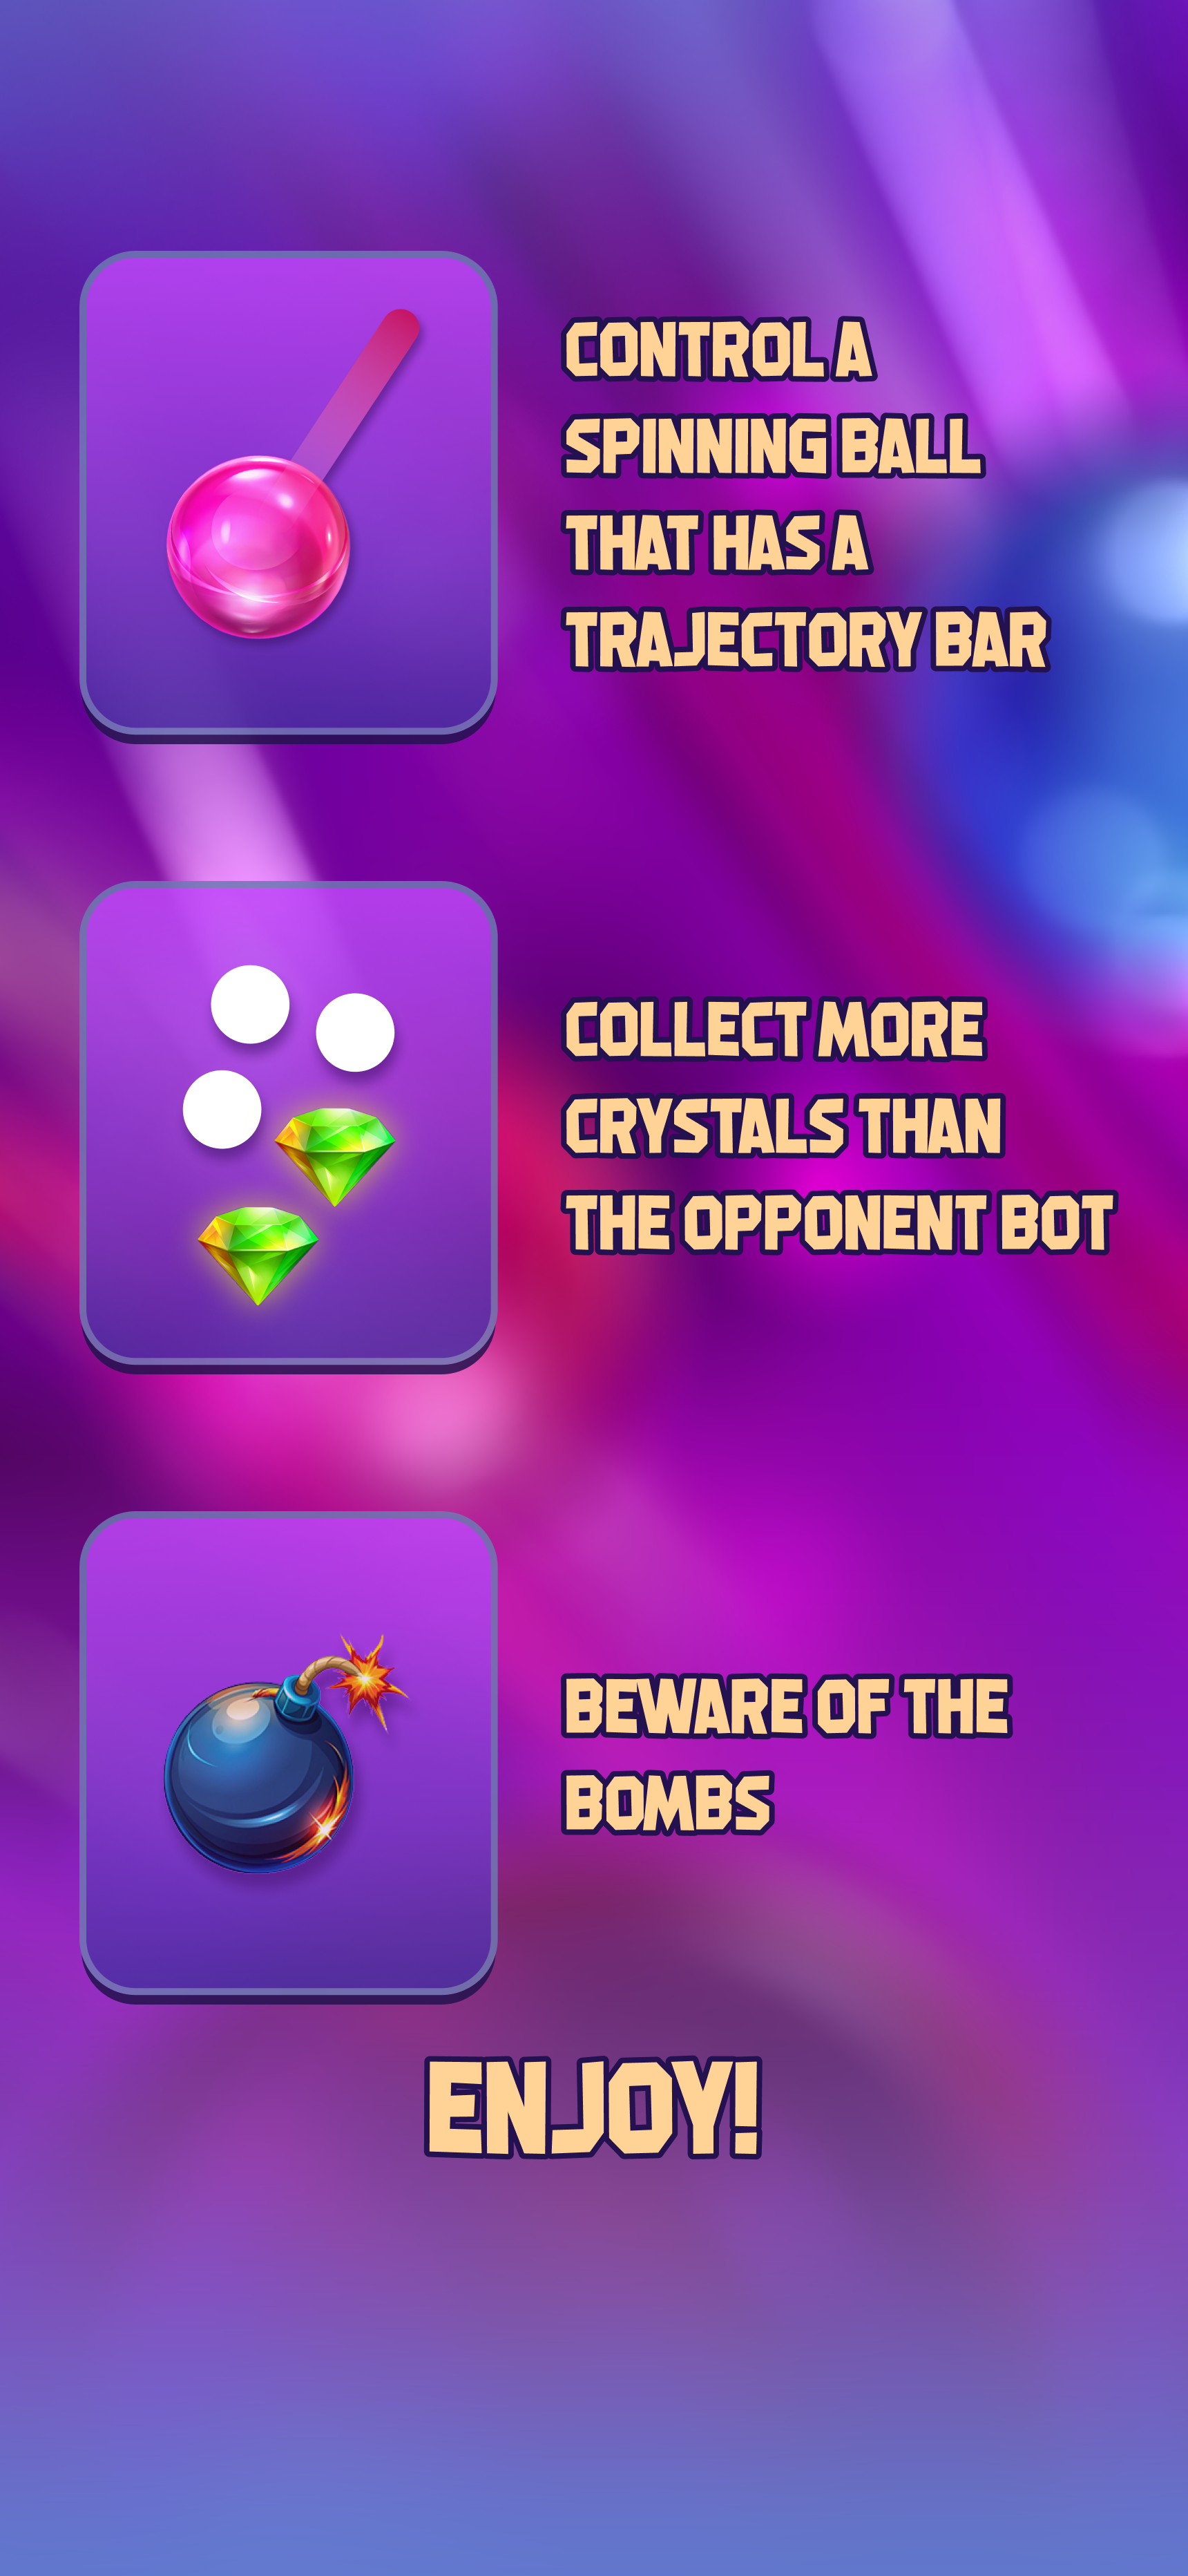 CONTROL A
SPINNING BALL
THAT HAS A
TRAJECTORY BAR
COLLECT MORE
CRYSTALS THAN
THE OPPONENT BOT
BEWARE OF THE
BOMBS
ENJOY!